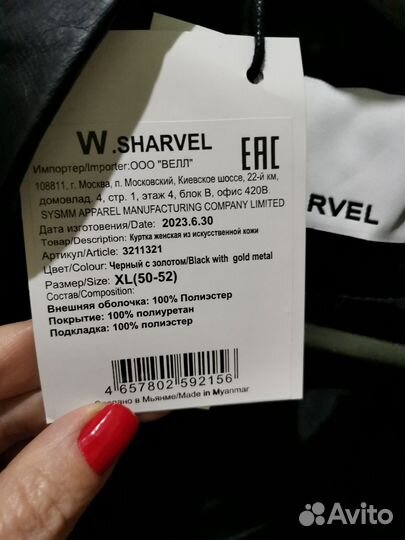 W.SHARVEL
EAC
Импортер/Importer:ООО "ВЕЛЛ"
108811, г. Москва, п. Московский, Киевское шоссе, 22-й км,
домовлад. 4, стр. 1, этаж 4, блок В, офис 420В
SYSMM APPAREL MANUFACTURING COMPANY LIMITED
Дата изготовения/Date: 2023.6.30
Товар/Description: Куртка женская из искусственной кожи
Артикул/Article: 3211321
Цвет/Colour: Черный с золотом/Black with gold metal
Размер/Size: XL(50-52)
Состав/Composition:
Внешняя оболочка: 100% Полиэстер
Покрытие: 100% полиуретан
Подкладка: 100% полиэстер
4 657802 592156
Сделано в Мьянме/Made in Myanmar
RVEL
Avito